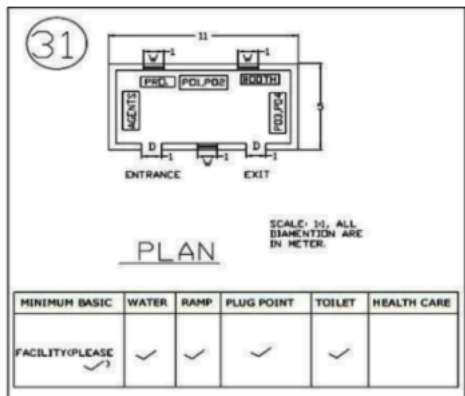 31
11
W 1 W 1
PRO. PO1,PO2 BOOTH
AGENTS
PO3,PO4
5
D 1 W 1 D 1
ENTRANCE EXIT
SCALE: 1:1, ALL
DIAMENTION ARE
IN METER.
PLAN
MINIMUM BASIC WATER RAMP PLUG POINT TOILET HEALTH CARE
FACILITY(PLEASE ✓) ✓ ✓ ✓ ✓